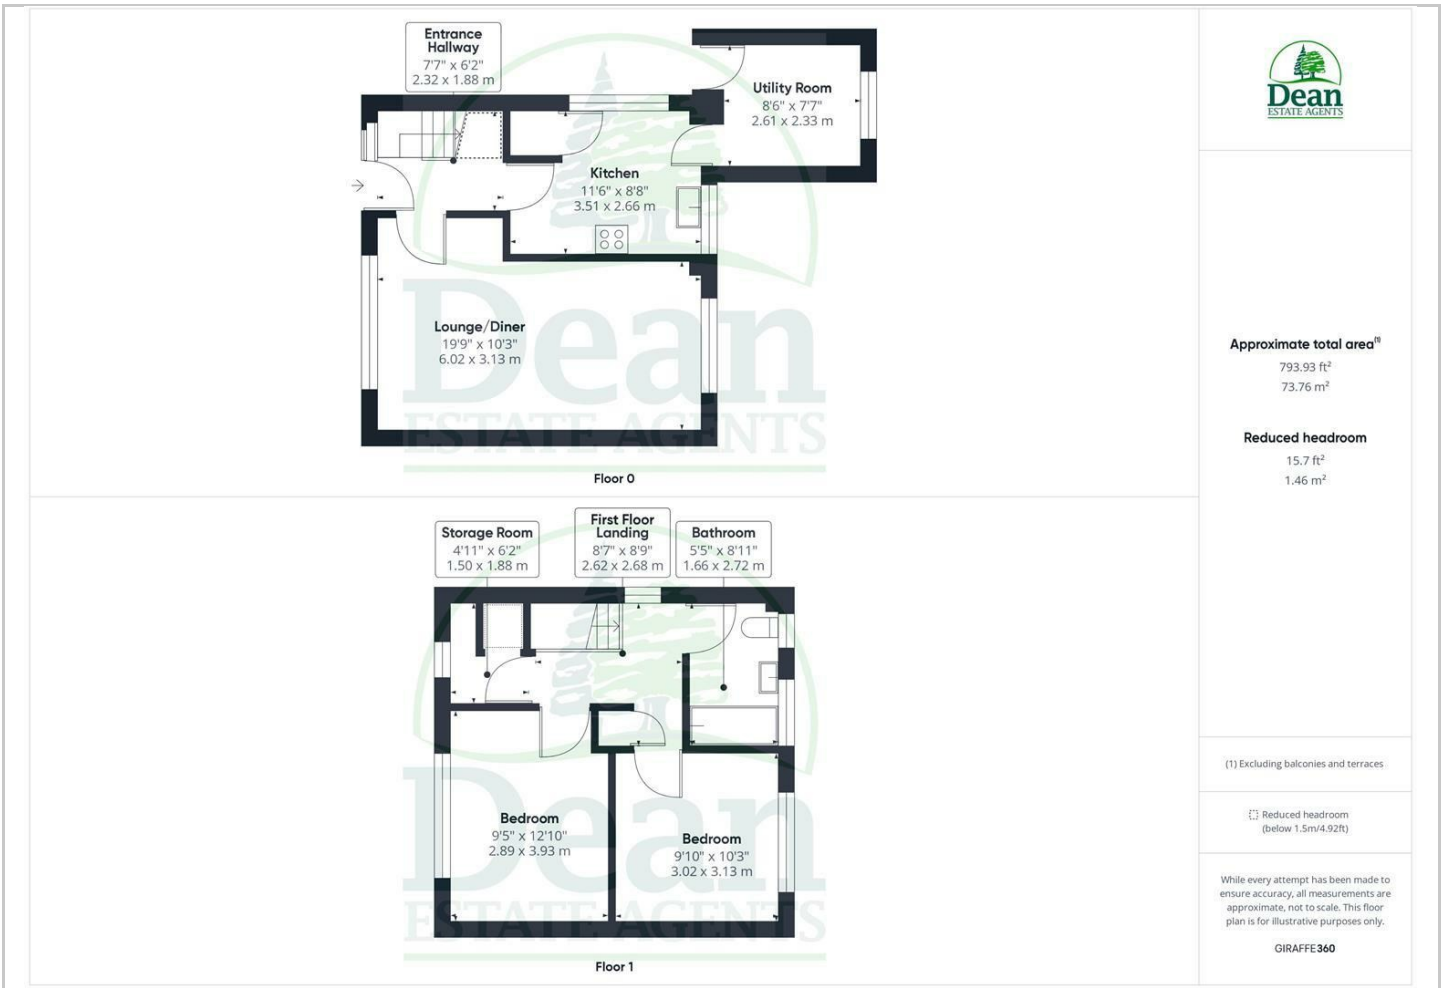 Entrance
Hallway
7'7" x 6'2"
2.32 x 1.88 m
Utility Room
8'6" x 7'7"
2.61 x 2.33 m
Kitchen
11'6" x 8'8"
3.51 x 2.66 m
Lounge/Diner
19'9" x 10'3"
6.02 x 3.13 m
Dean
ESTATE AGENTS
Floor 0
Storage Room
4'11" x 6'2"
1.50 x 1.88 m
First Floor
Landing
8'7" x 8'9"
2.62 x 2.68 m
Bathroom
5'5" x 8'11"
1.66 x 2.72 m
Bedroom
9'5" x 12'10"
2.89 x 3.93 m
Bedroom
9'10" x 10'3"
3.02 x 3.13 m
Dean
ESTATE AGENTS
Floor 1
Dean
ESTATE AGENTS
Approximate total area(1)
793.93 ft²
73.76 m²
Reduced headroom
15.7 ft²
1.46 m²
(1) Excluding balconies and terraces
Reduced headroom
(below 1.5m/4.92ft)
While every attempt has been made to
ensure accuracy, all measurements are
approximate, not to scale. This floor
plan is for illustrative purposes only.
GIRAFFE360